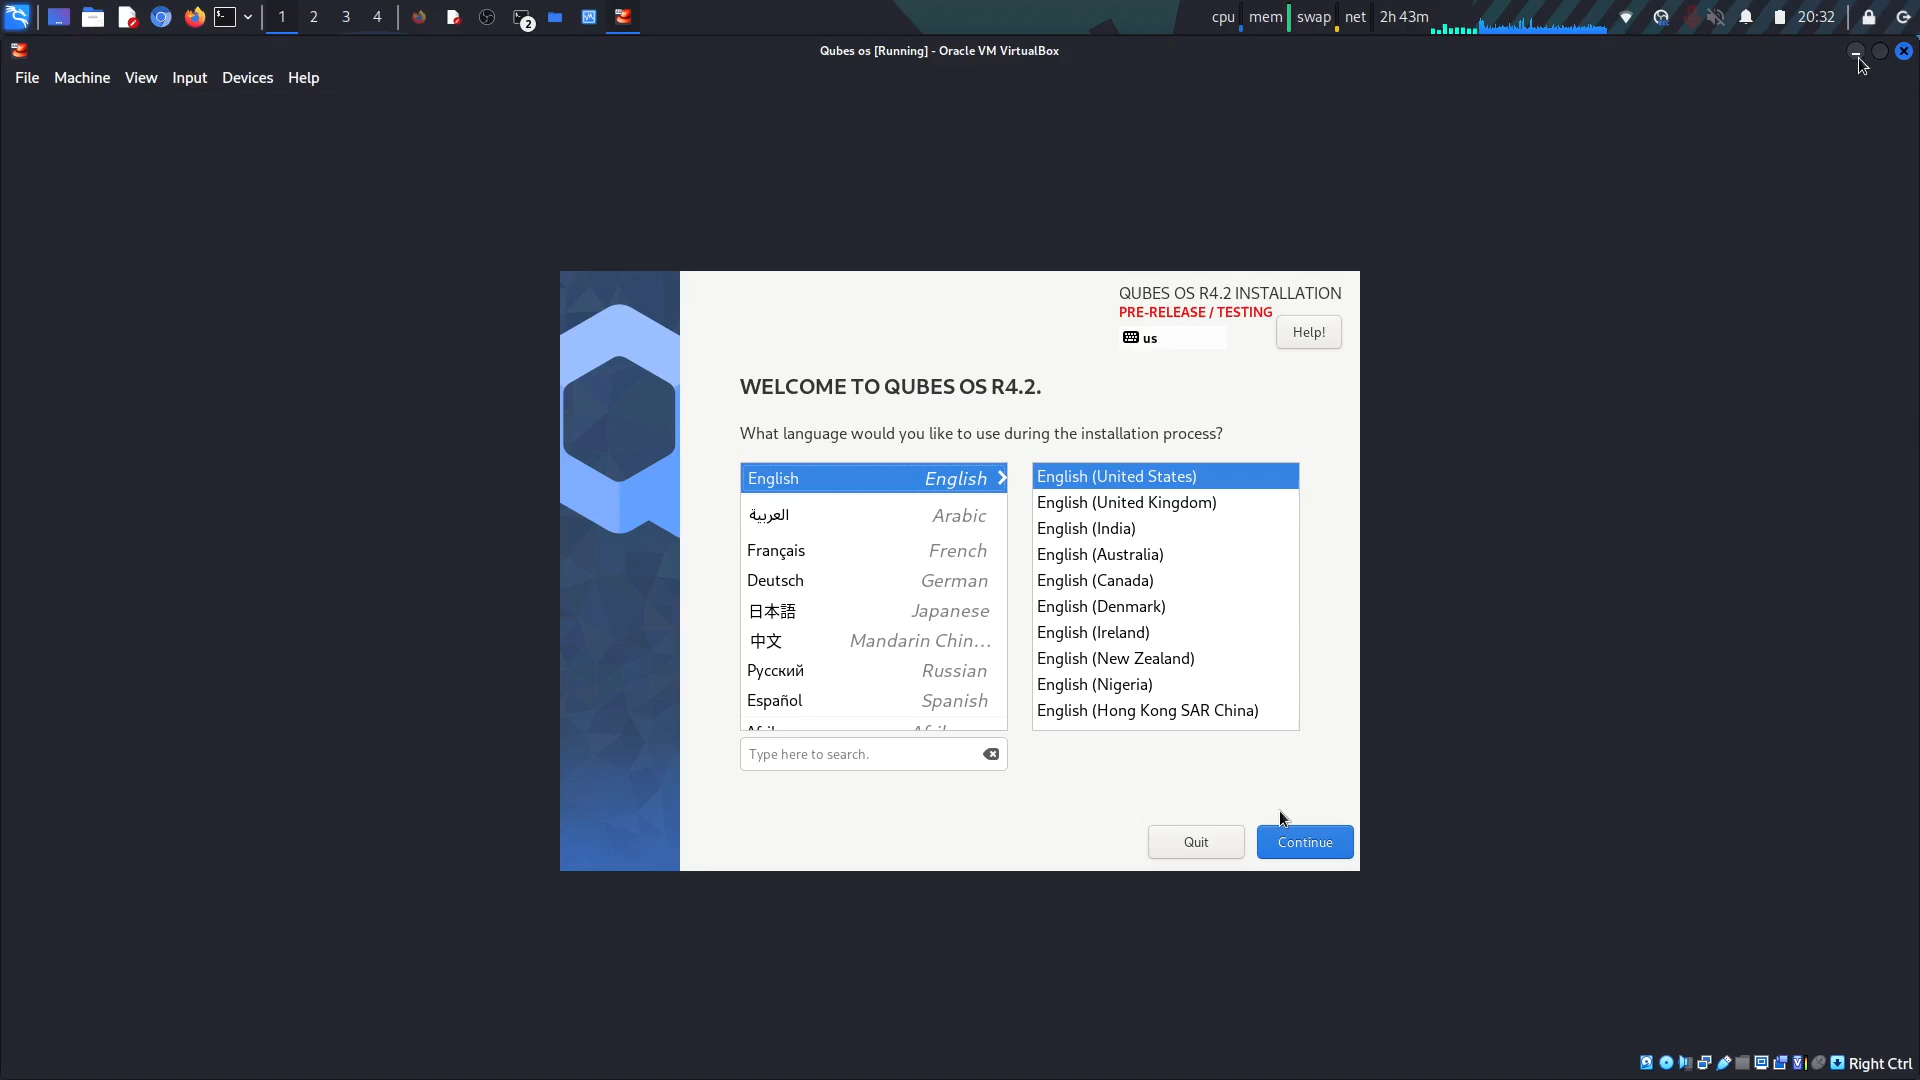 1 2 3 4 2 cpu mem swap net 2h 43m 20:32
Qubes os [Running] - Oracle VM VirtualBox
File Machine View Input Devices Help
QUBES OS R4.2 INSTALLATION
PRE-RELEASE / TESTING
us
Help!
WELCOME TO QUBES OS R4.2.
What language would you like to use during the installation process?
English English
العربية Arabic
Français French
Deutsch German
日本語 Japanese
中文 Mandarin Chin...
Русский Russian
Español Spanish
English (United States)
English (United Kingdom)
English (India)
English (Australia)
English (Canada)
English (Denmark)
English (Ireland)
English (New Zealand)
English (Nigeria)
English (Hong Kong SAR China)
Type here to search.
Quit Continue
Right Ctrl